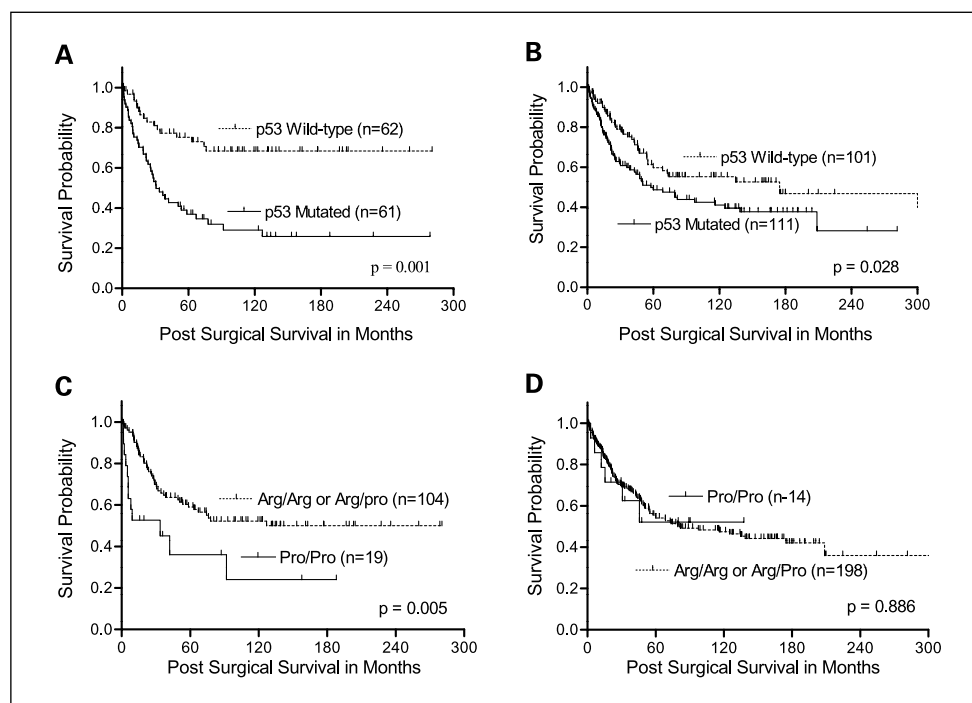 A
Survival Probability
1.0
0.8
0.6
0.4
0.2
0.0
p53 Wild-type (n=62)
p53 Mutated (n=61)
p = 0.001
0 60 120 180 240 300
Post Surgical Survival in Months
B
Survival Probability
1.0
0.8
0.6
0.4
0.2
0.0
p53 Wild-type (n=101)
p53 Mutated (n=111)
p = 0.028
0 60 120 180 240 300
Post Surgical Survival in Months
C
Survival Probability
1.0
0.8
0.6
0.4
0.2
0.0
Arg/Arg or Arg/pro (n=104)
Pro/Pro (n=19)
p = 0.005
0 60 120 180 240 300
Post Surgical Survival in Months
D
Survival Probability
1.0
0.8
0.6
0.4
0.2
0.0
Pro/Pro (n-14)
Arg/Arg or Arg/Pro (n=198)
p = 0.886
0 60 120 180 240 300
Post Surgical Survival in Months